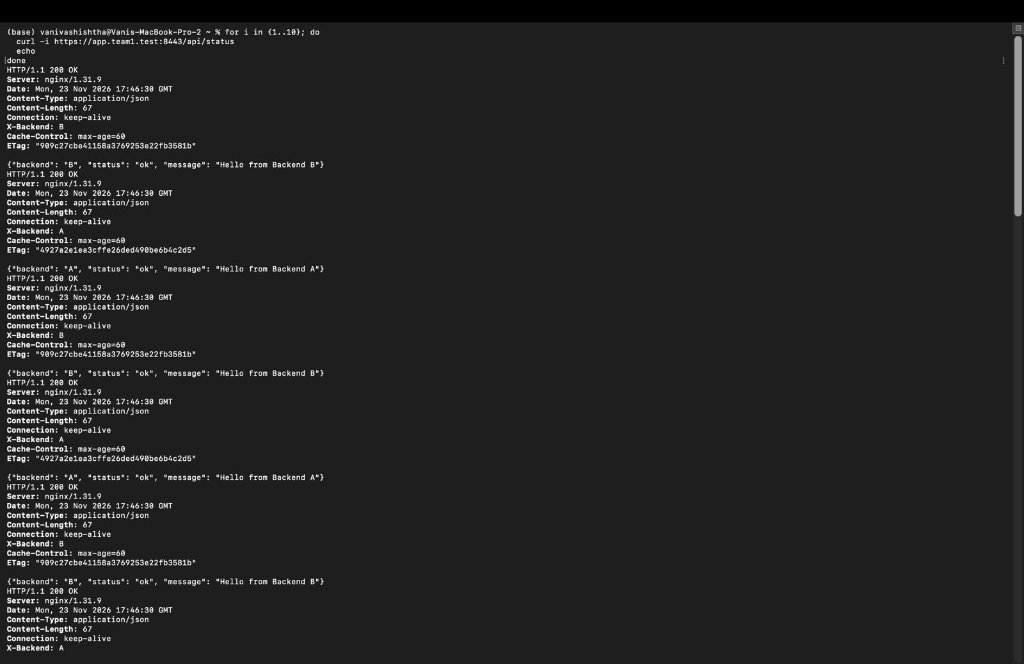 (base) vanivashishtha@Vanis-MacBook-Pro-2 ~ % for i in {1..10}; do
curl -i https://app.team1.test:8443/api/status
echo
done
HTTP/1.1 200 OK
Server: nginx/1.31.9
Date: Mon, 23 Nov 2026 17:46:30 GMT
Content-Type: application/json
Content-Length: 67
Connection: keep-alive
X-Backend: B
Cache-Control: max-age=60
ETag: "909c27cbe41158a3769253e22fb3581b"
{"backend": "B", "status": "ok", "message": "Hello from Backend B"}
HTTP/1.1 200 OK
Server: nginx/1.31.9
Date: Mon, 23 Nov 2026 17:46:30 GMT
Content-Type: application/json
Content-Length: 67
Connection: keep-alive
X-Backend: A
Cache-Control: max-age=60
ETag: "4927a2e1ea3cffe26ded490be6b4c2d5"
{"backend": "A", "status": "ok", "message": "Hello from Backend A"}
HTTP/1.1 200 OK
Server: nginx/1.31.9
Date: Mon, 23 Nov 2026 17:46:30 GMT
Content-Type: application/json
Content-Length: 67
Connection: keep-alive
X-Backend: B
Cache-Control: max-age=60
ETag: "909c27cbe41158a3769253e22fb3581b"
{"backend": "B", "status": "ok", "message": "Hello from Backend B"}
HTTP/1.1 200 OK
Server: nginx/1.31.9
Date: Mon, 23 Nov 2026 17:46:30 GMT
Content-Type: application/json
Content-Length: 67
Connection: keep-alive
X-Backend: A
Cache-Control: max-age=60
ETag: "4927a2e1ea3cffe26ded490be6b4c2d5"
{"backend": "A", "status": "ok", "message": "Hello from Backend A"}
HTTP/1.1 200 OK
Server: nginx/1.31.9
Date: Mon, 23 Nov 2026 17:46:30 GMT
Content-Type: application/json
Content-Length: 67
Connection: keep-alive
X-Backend: B
Cache-Control: max-age=60
ETag: "909c27cbe41158a3769253e22fb3581b"
{"backend": "B", "status": "ok", "message": "Hello from Backend B"}
HTTP/1.1 200 OK
Server: nginx/1.31.9
Date: Mon, 23 Nov 2026 17:46:30 GMT
Content-Type: application/json
Content-Length: 67
Connection: keep-alive
X-Backend: A